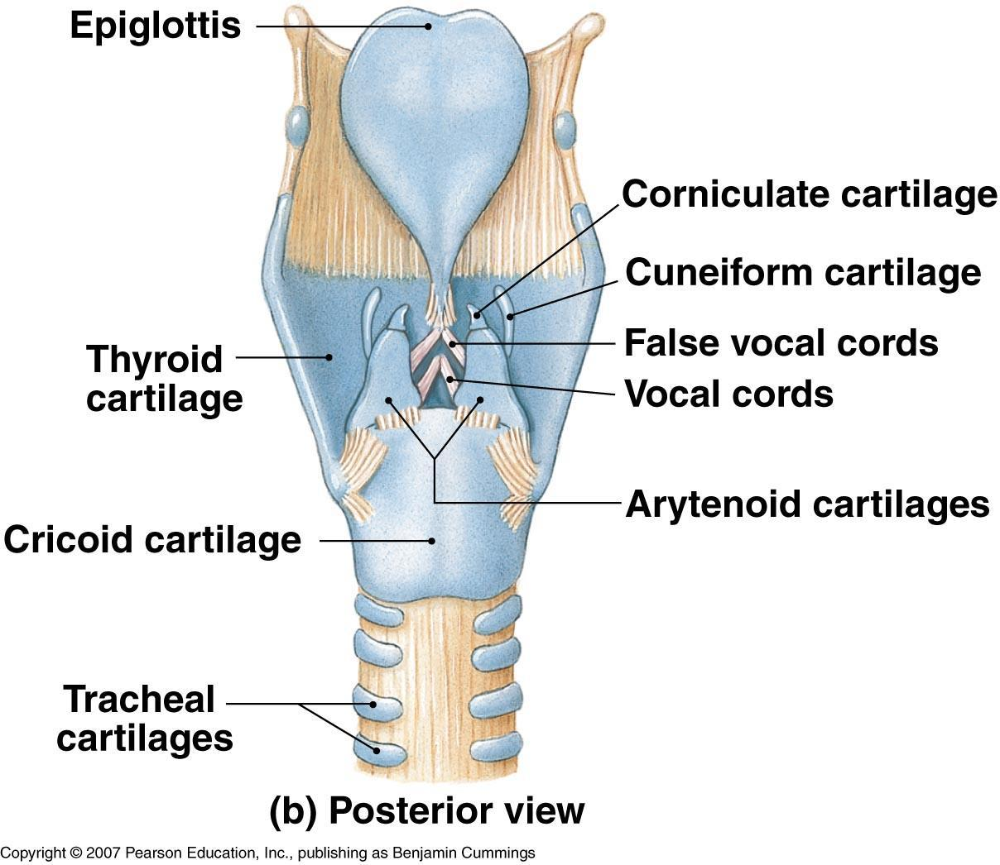 Epiglottis
Corniculate cartilage
Cuneiform cartilage
False vocal cords
Thyroid
cartilage
Vocal cords
Arytenoid cartilages
Cricoid cartilage
Tracheal
cartilages
(b) Posterior view
Copyright © 2007 Pearson Education, Inc., publishing as Benjamin Cummings